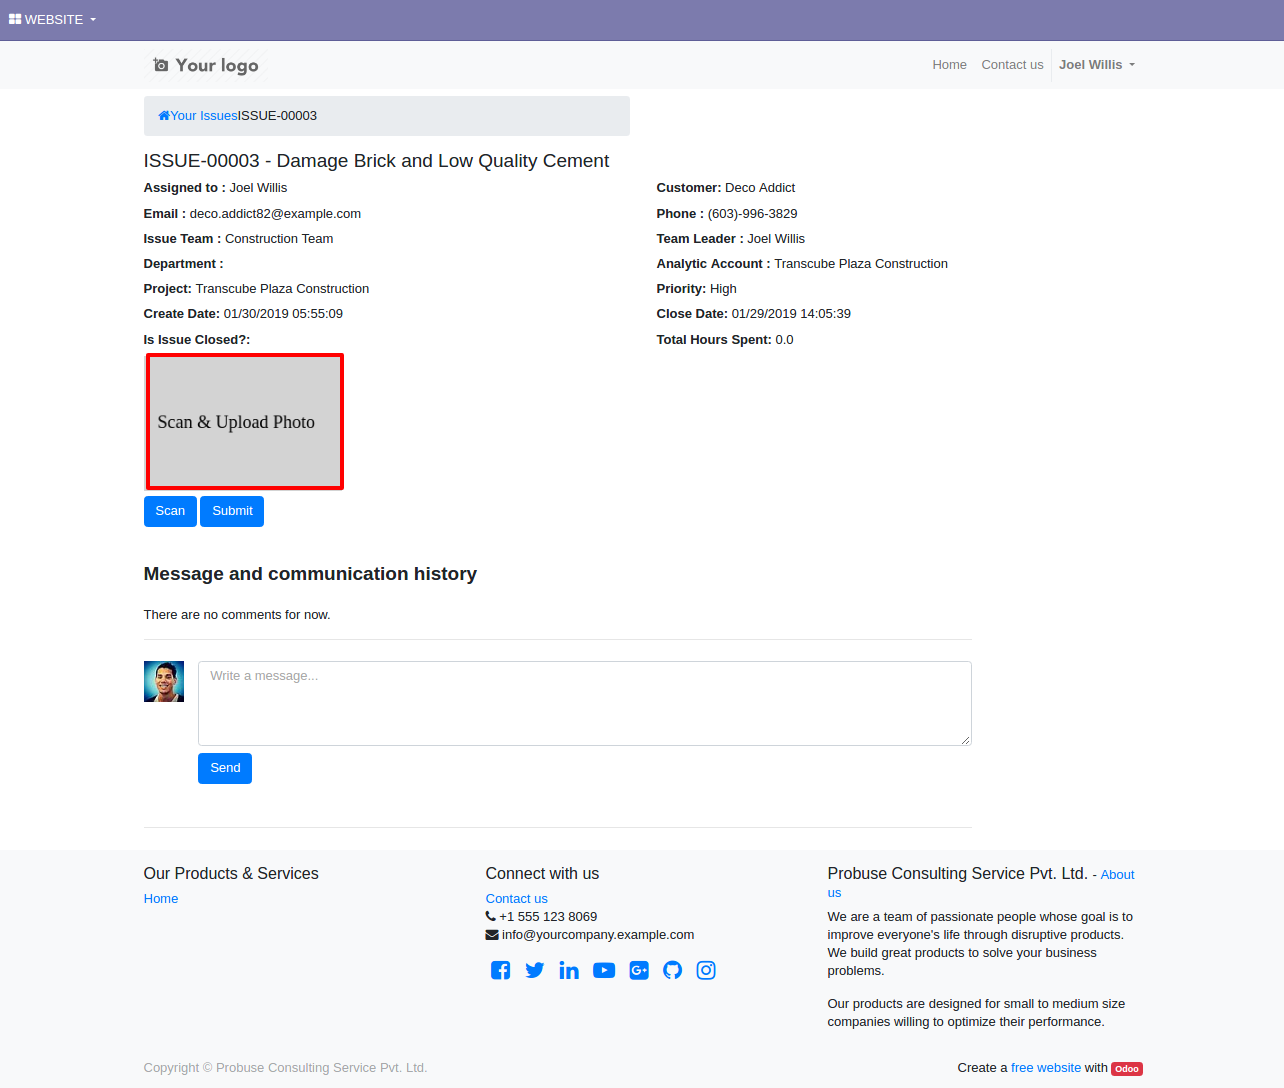 WEBSITE
Your logo
Home
Contact us
Joel Willis
Your Issues ISSUE-00003
ISSUE-00003 - Damage Brick and Low Quality Cement
Assigned to : Joel Willis
Customer: Deco Addict
Email : deco.addict82@example.com
Phone : (603)-996-3829
Issue Team : Construction Team
Team Leader : Joel Willis
Department :
Analytic Account : Transcube Plaza Construction
Project: Transcube Plaza Construction
Priority: High
Create Date: 01/30/2019 05:55:09
Close Date: 01/29/2019 14:05:39
Is Issue Closed?:
Total Hours Spent: 0.0
Scan & Upload Photo
Scan
Submit
Message and communication history
There are no comments for now.
Write a message...
Send
Our Products & Services
Home
Connect with us
Contact us
+1 555 123 8069
info@yourcompany.example.com
Probuse Consulting Service Pvt. Ltd. - About
us
We are a team of passionate people whose goal is to
improve everyone's life through disruptive products.
We build great products to solve your business
problems.
Our products are designed for small to medium size
companies willing to optimize their performance.
Copyright © Probuse Consulting Service Pvt. Ltd.
Create a free website with Odoo